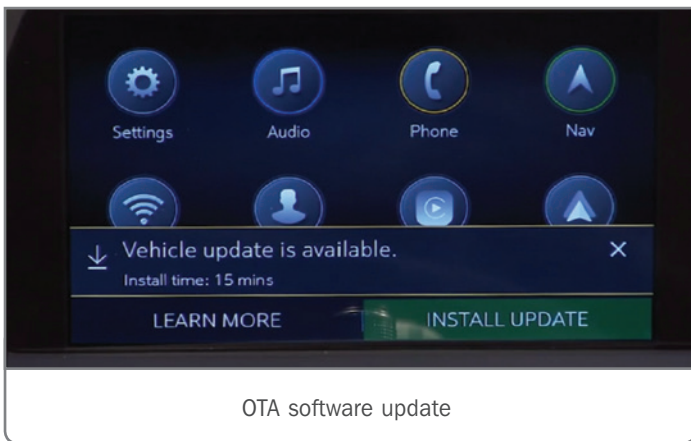 Settings Audio Phone Nav
Vehicle update is available.
Install time: 15 mins
LEARN MORE INSTALL UPDATE
OTA software update